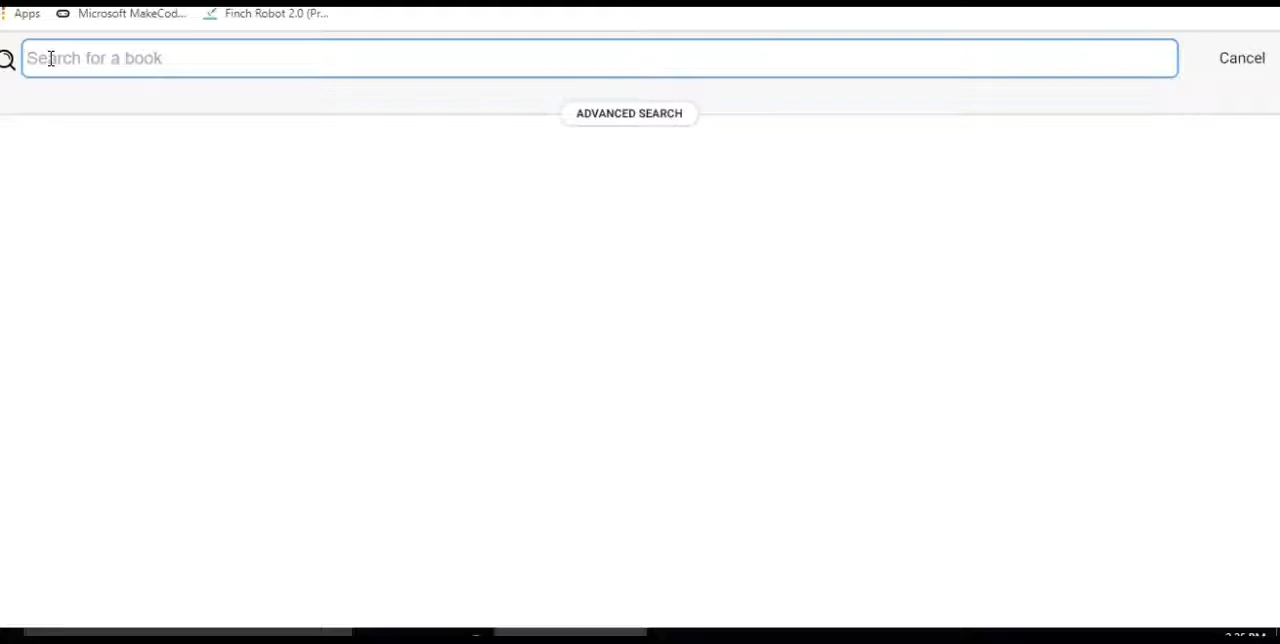 Apps Microsoft MakeCod... Finch Robot 2.0 (Pr...
Search for a book Cancel
ADVANCED SEARCH